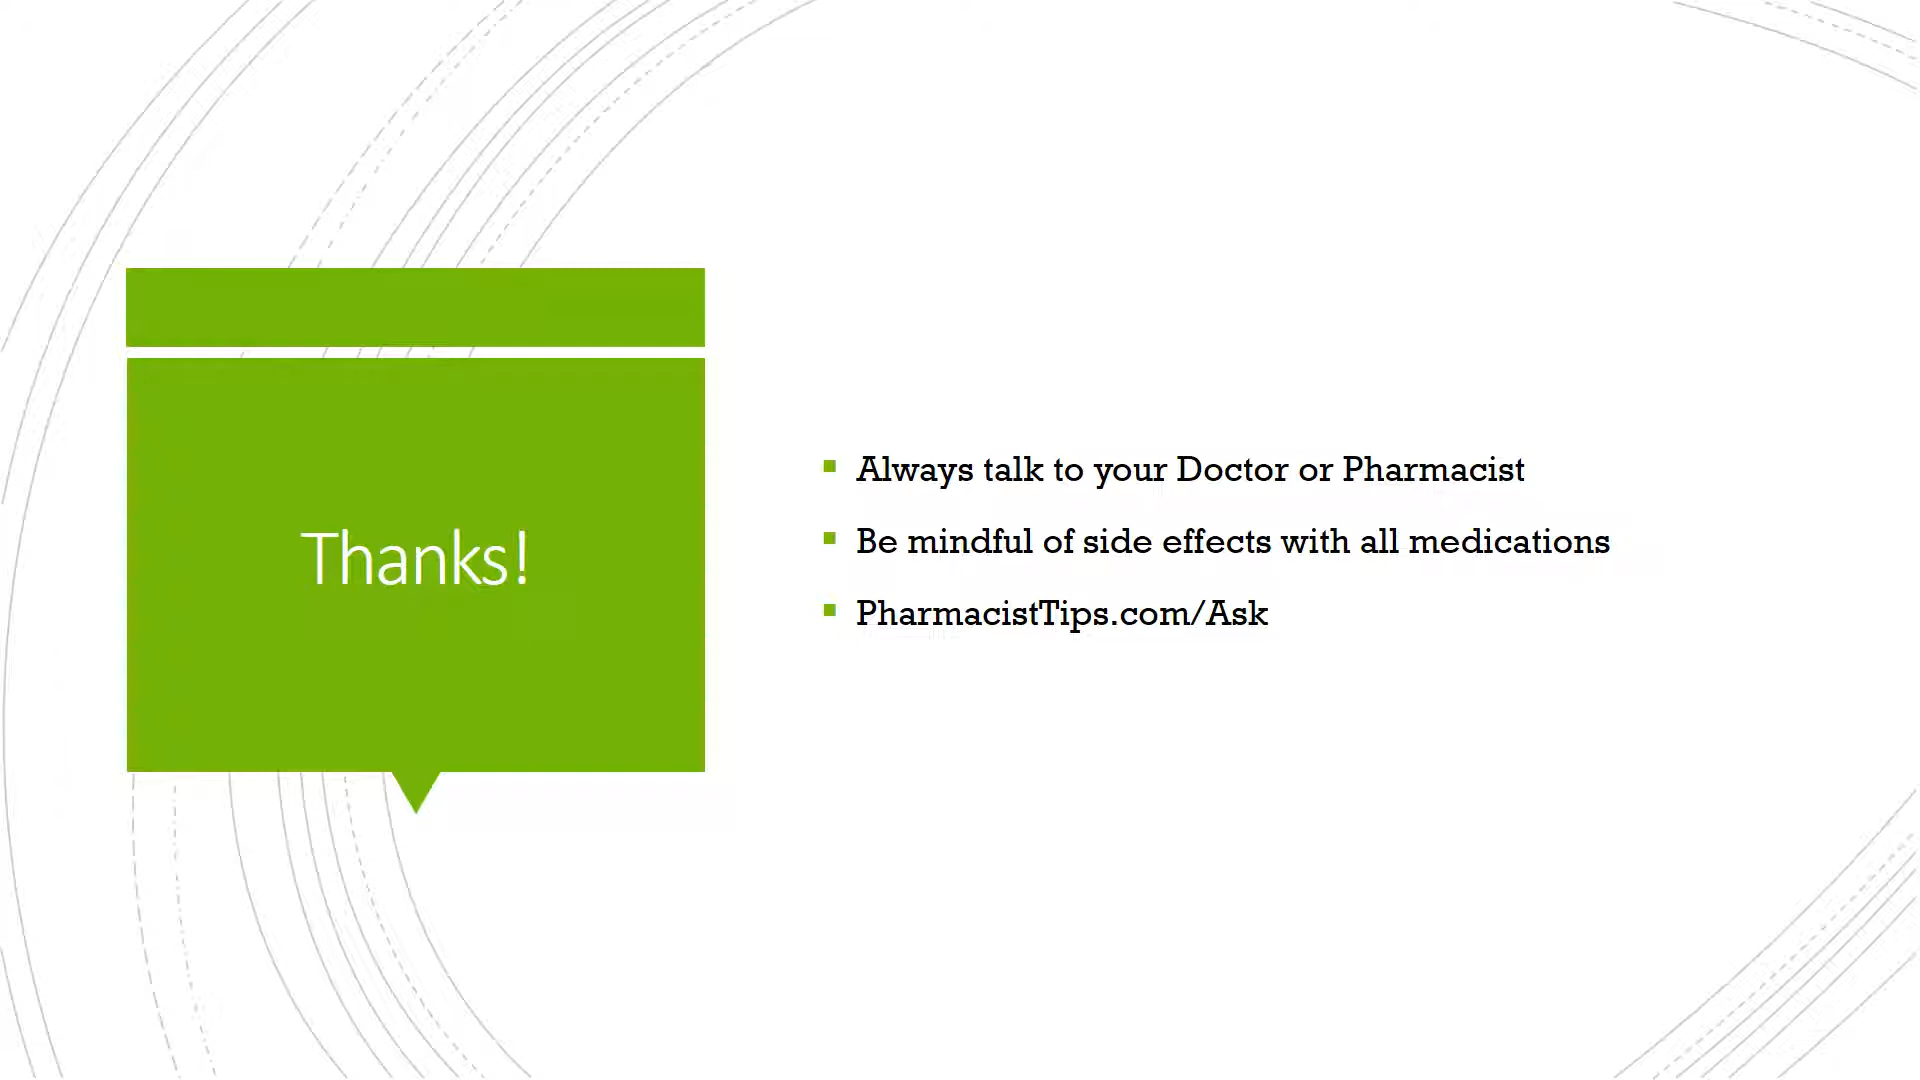 Thanks!
Always talk to your Doctor or Pharmacist
Be mindful of side effects with all medications
PharmacistTips.com/Ask